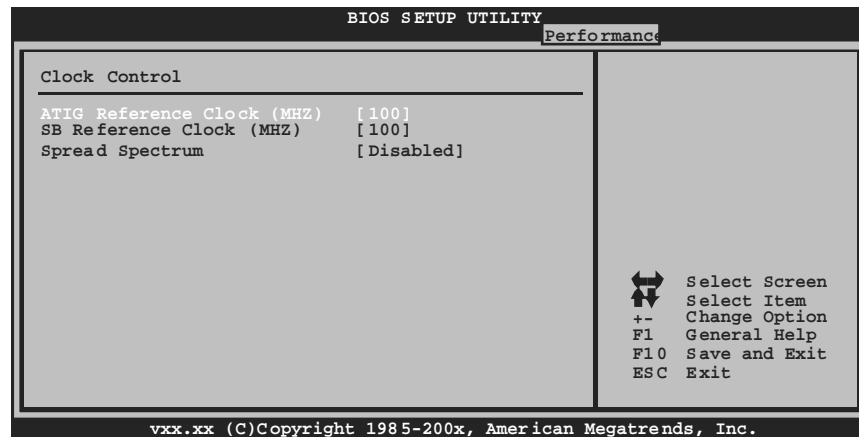 BIOS SETUP UTILITY
Performance
Clock Control
ATIG Reference Clock (MHZ) [100]
SB Reference Clock (MHZ) [100]
Spread Spectrum [Disabled]
Select Screen
Select Item
+- Change Option
F1 General Help
F10 Save and Exit
ESC Exit
vxx.xx (C)Copyright 1985-200x, American Megatrends, Inc.